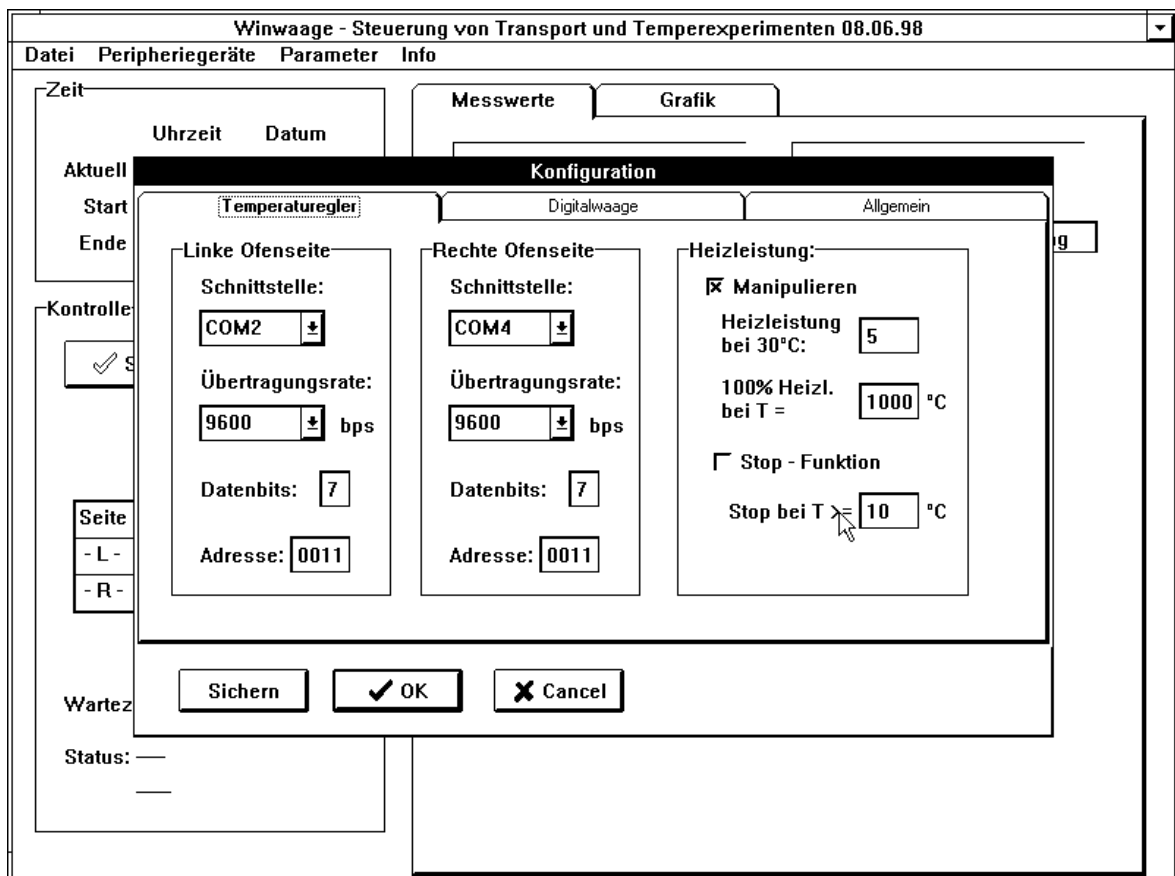 Winwaage - Steuerung von Transport und Temperexperimenten 08.06.98
Datei Peripheriegeräte Parameter Info
Zeit
Uhrzeit Datum
Aktuell
Start
Ende
Kontrolle
Seite
- L -
- R -
Status:
Messwerte Grafik
Konfiguration
Temperaturegler Digitalwaage Allgemein
Linke Ofenseite
Schnittstelle:
COM2
Übertragungsrate:
9600 bps
Datenbits: 7
Adresse: 0011
Rechte Ofenseite
Schnittstelle:
COM4
Übertragungsrate:
9600 bps
Datenbits: 7
Adresse: 0011
Heizleistung:
Manipulieren
Heizleistung
bei 30°C: 5
100% Heizl.
bei T = 1000 °C
Stop - Funktion
Stop bei T >= 10 °C
Sichern OK Cancel